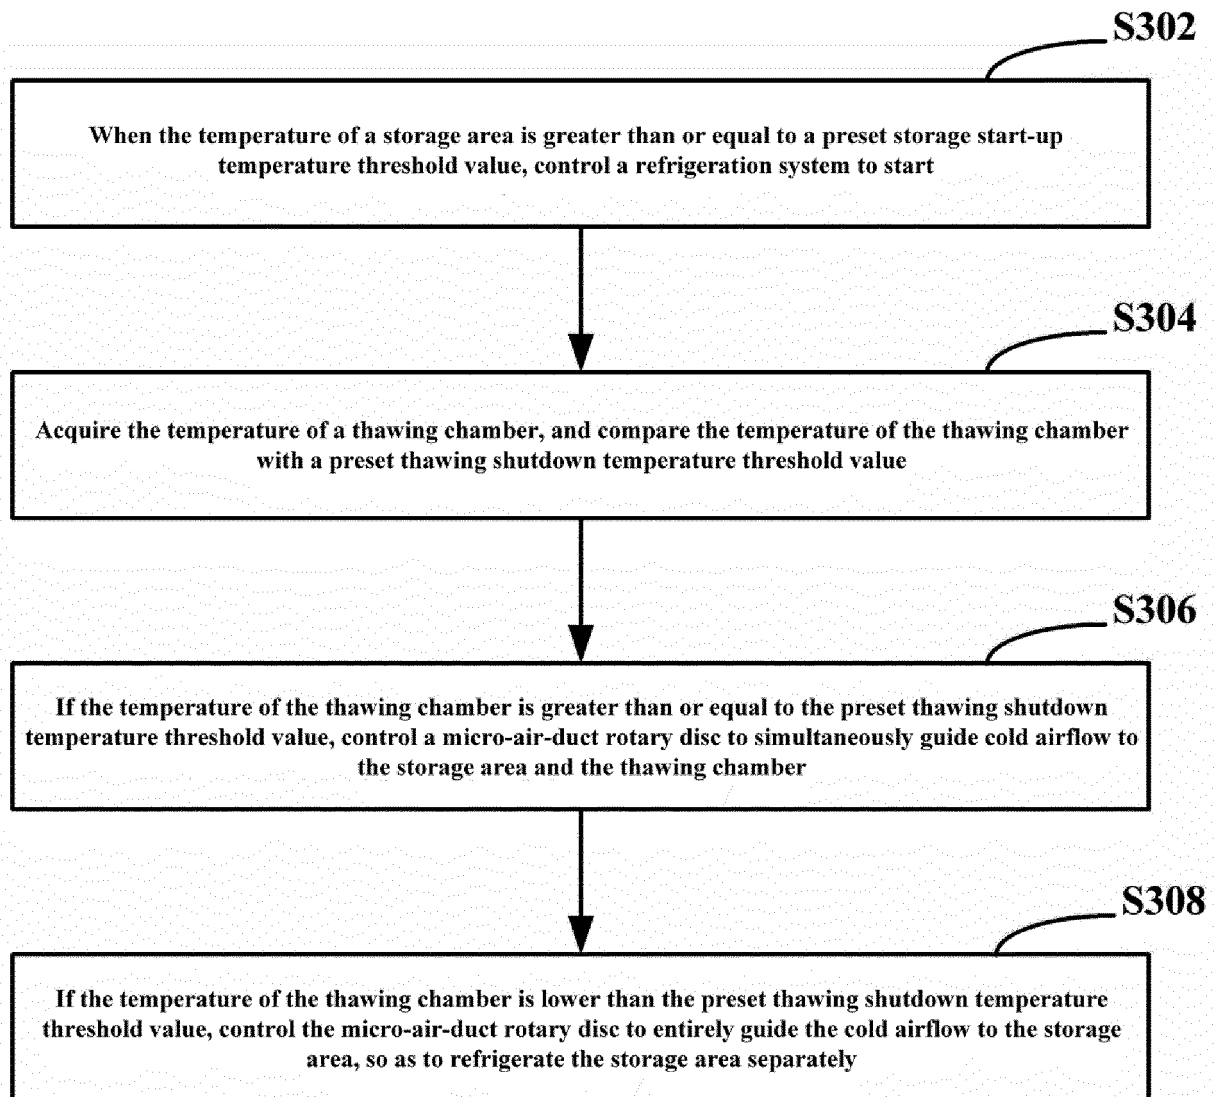 S302
When the temperature of a storage area is greater than or equal to a preset storage start-up
temperature threshold value, control a refrigeration system to start
S304
Acquire the temperature of a thawing chamber, and compare the temperature of the thawing chamber
with a preset thawing shutdown temperature threshold value
S306
If the temperature of the thawing chamber is greater than or equal to the preset thawing shutdown
temperature threshold value, control a micro-air-duct rotary disc to simultaneously guide cold airflow to
the storage area and the thawing chamber
S308
If the temperature of the thawing chamber is lower than the preset thawing shutdown temperature
threshold value, control the micro-air-duct rotary disc to entirely guide the cold airflow to the storage
area, so as to refrigerate the storage area separately